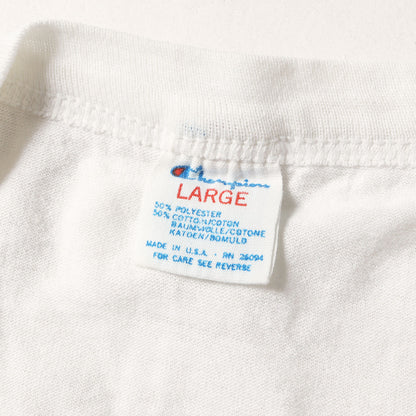 Champion
LARGE
50% POLYESTER
50% COTTON/COTON
BAUMWOLLE/COTONE
KATOEN/BOMULD
MADE IN U.S.A. · RN 26094
FOR CARE SEE REVERSE